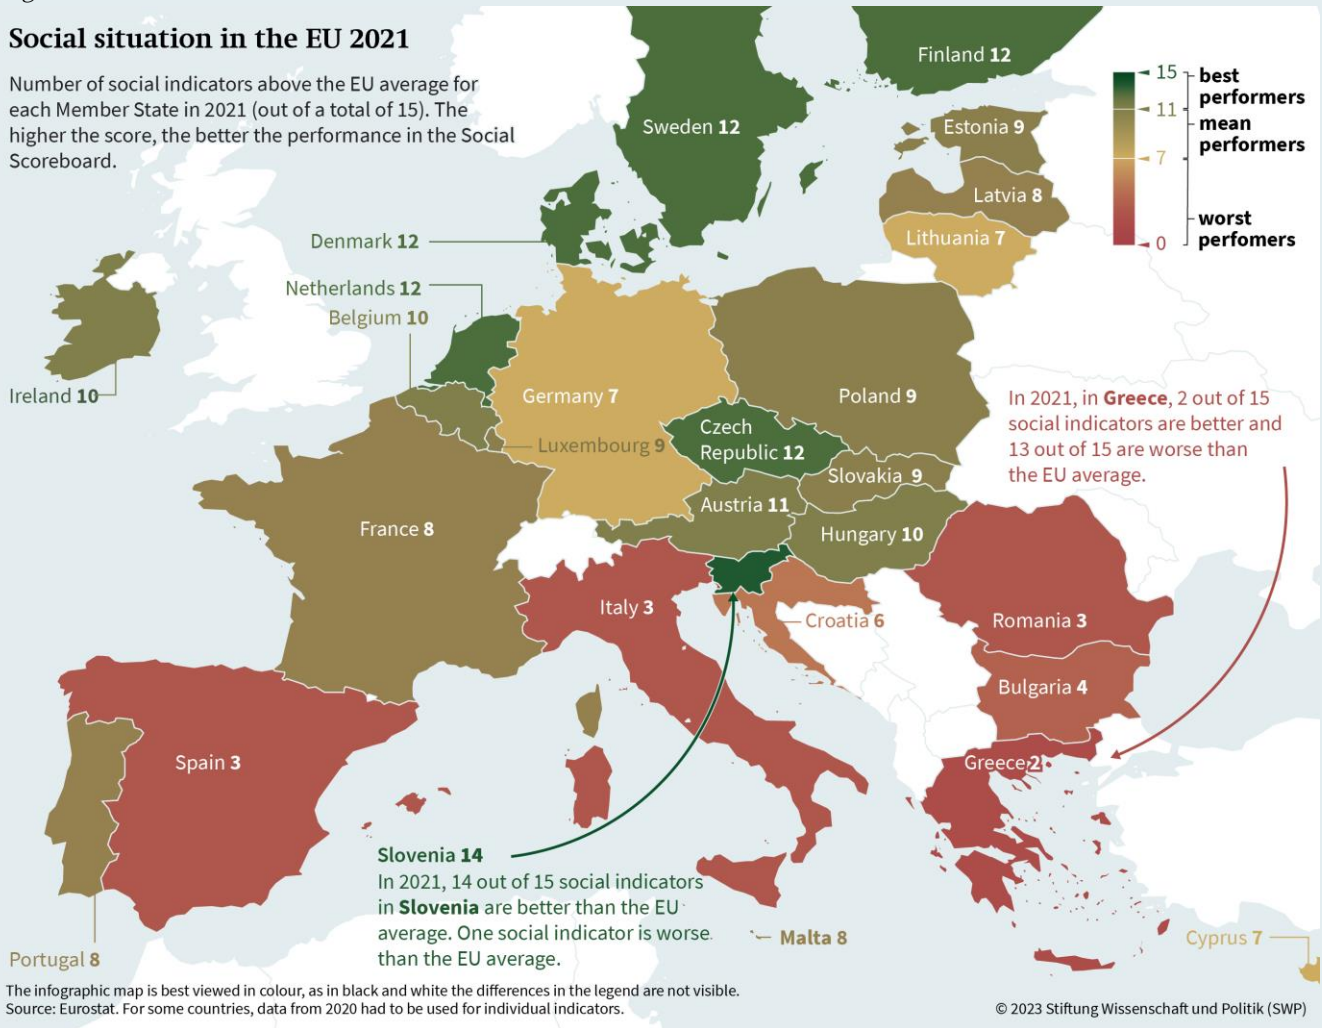 Social situation in the EU 2021
Number of social indicators above the EU average for
each Member State in 2021 (out of a total of 15). The
higher the score, the better the performance in the Social
Scoreboard.
15
best
performers
11
mean
performers
7
worst
perfomers
0
Finland 12
Sweden 12
Estonia 9
Latvia 8
Lithuania 7
Denmark 12
Netherlands 12
Belgium 10
Ireland 10
Germany 7
Poland 9
Luxembourg 9
Czech
Republic 12
Slovakia 9
Austria 11
Hungary 10
France 8
In 2021, in Greece, 2 out of 15
social indicators are better and
13 out of 15 are worse than
the EU average.
Italy 3
Croatia 6
Romania 3
Bulgaria 4
Spain 3
Greece 2
Slovenia 14
In 2021, 14 out of 15 social indicators
in Slovenia are better than the EU
average. One social indicator is worse
than the EU average.
Malta 8
Cyprus 7
Portugal 8
The infographic map is best viewed in colour, as in black and white the differences in the legend are not visible.
Source: Eurostat. For some countries, data from 2020 had to be used for individual indicators.
© 2023 Stiftung Wissenschaft und Politik (SWP)